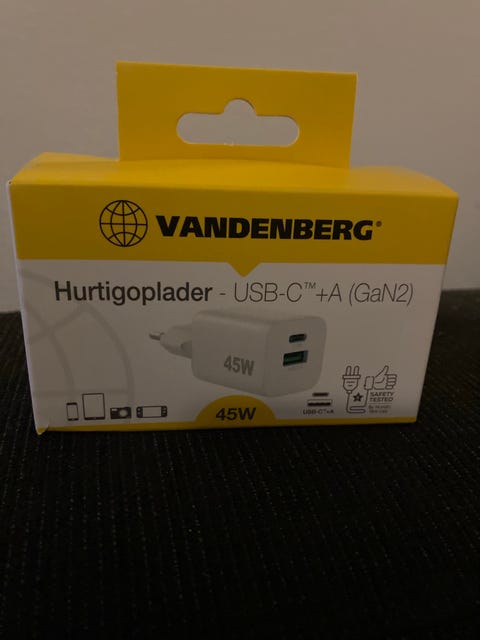 VANDENBERG®
Hurtigoplader - USB-C™+A (GaN2)
45W
45W
USB-C™+A
SAFETY
TESTED